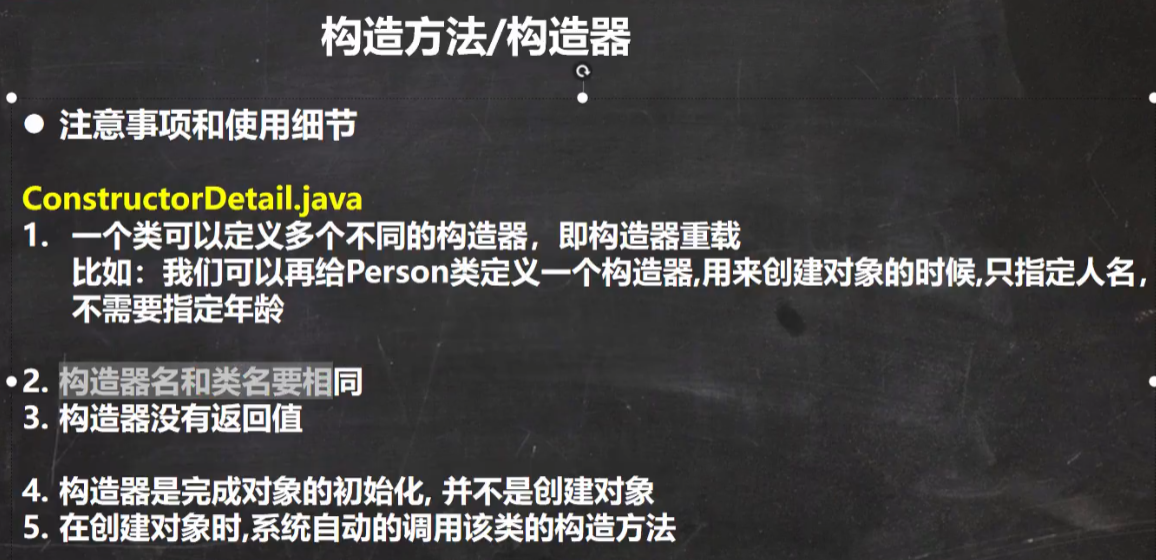 构造方法/构造器
● 注意事项和使用细节
ConstructorDetail.java
1. 一个类可以定义多个不同的构造器，即构造器重载
比如：我们可以再给Person类定义一个构造器,用来创建对象的时候,只指定人名，
不需要指定年龄
2. 构造器名和类名要相同
3. 构造器没有返回值
4. 构造器是完成对象的初始化, 并不是创建对象
5. 在创建对象时,系统自动的调用该类的构造方法